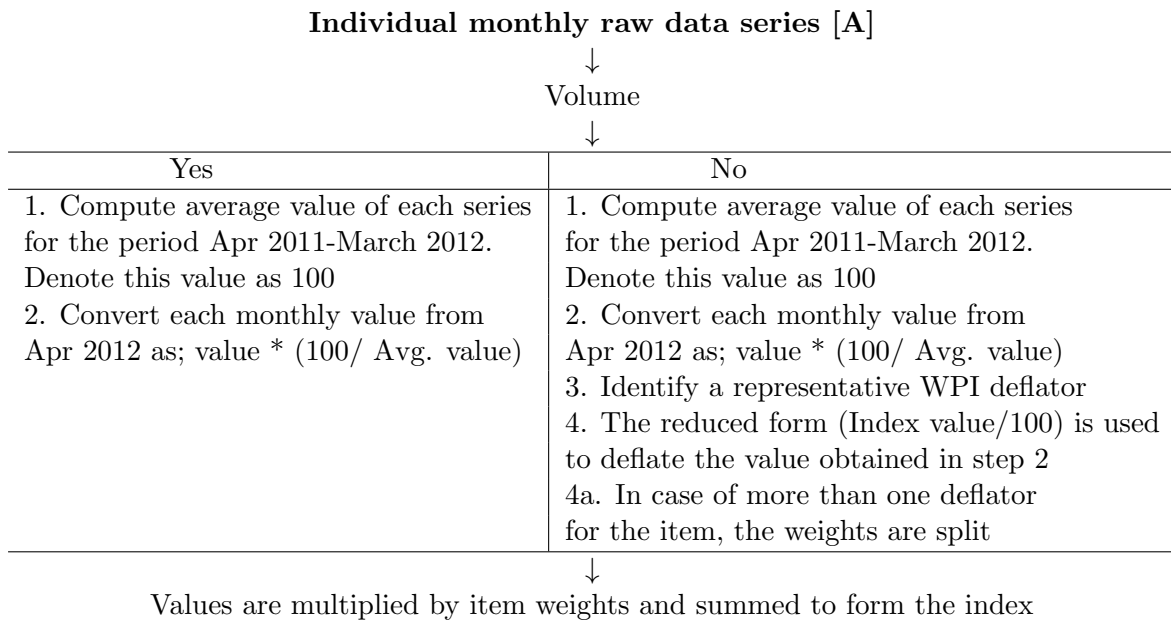 Individual monthly raw data series [A]
↓
Volume
↓
Yes
No
1. Compute average value of each series
for the period Apr 2011-March 2012.
Denote this value as 100
2. Convert each monthly value from
Apr 2012 as; value * (100/ Avg. value)
1. Compute average value of each series
for the period Apr 2011-March 2012.
Denote this value as 100
2. Convert each monthly value from
Apr 2012 as; value * (100/ Avg. value)
3. Identify a representative WPI deflator
4. The reduced form (Index value/100) is used
to deflate the value obtained in step 2
4a. In case of more than one deflator
for the item, the weights are split
↓
Values are multiplied by item weights and summed to form the index